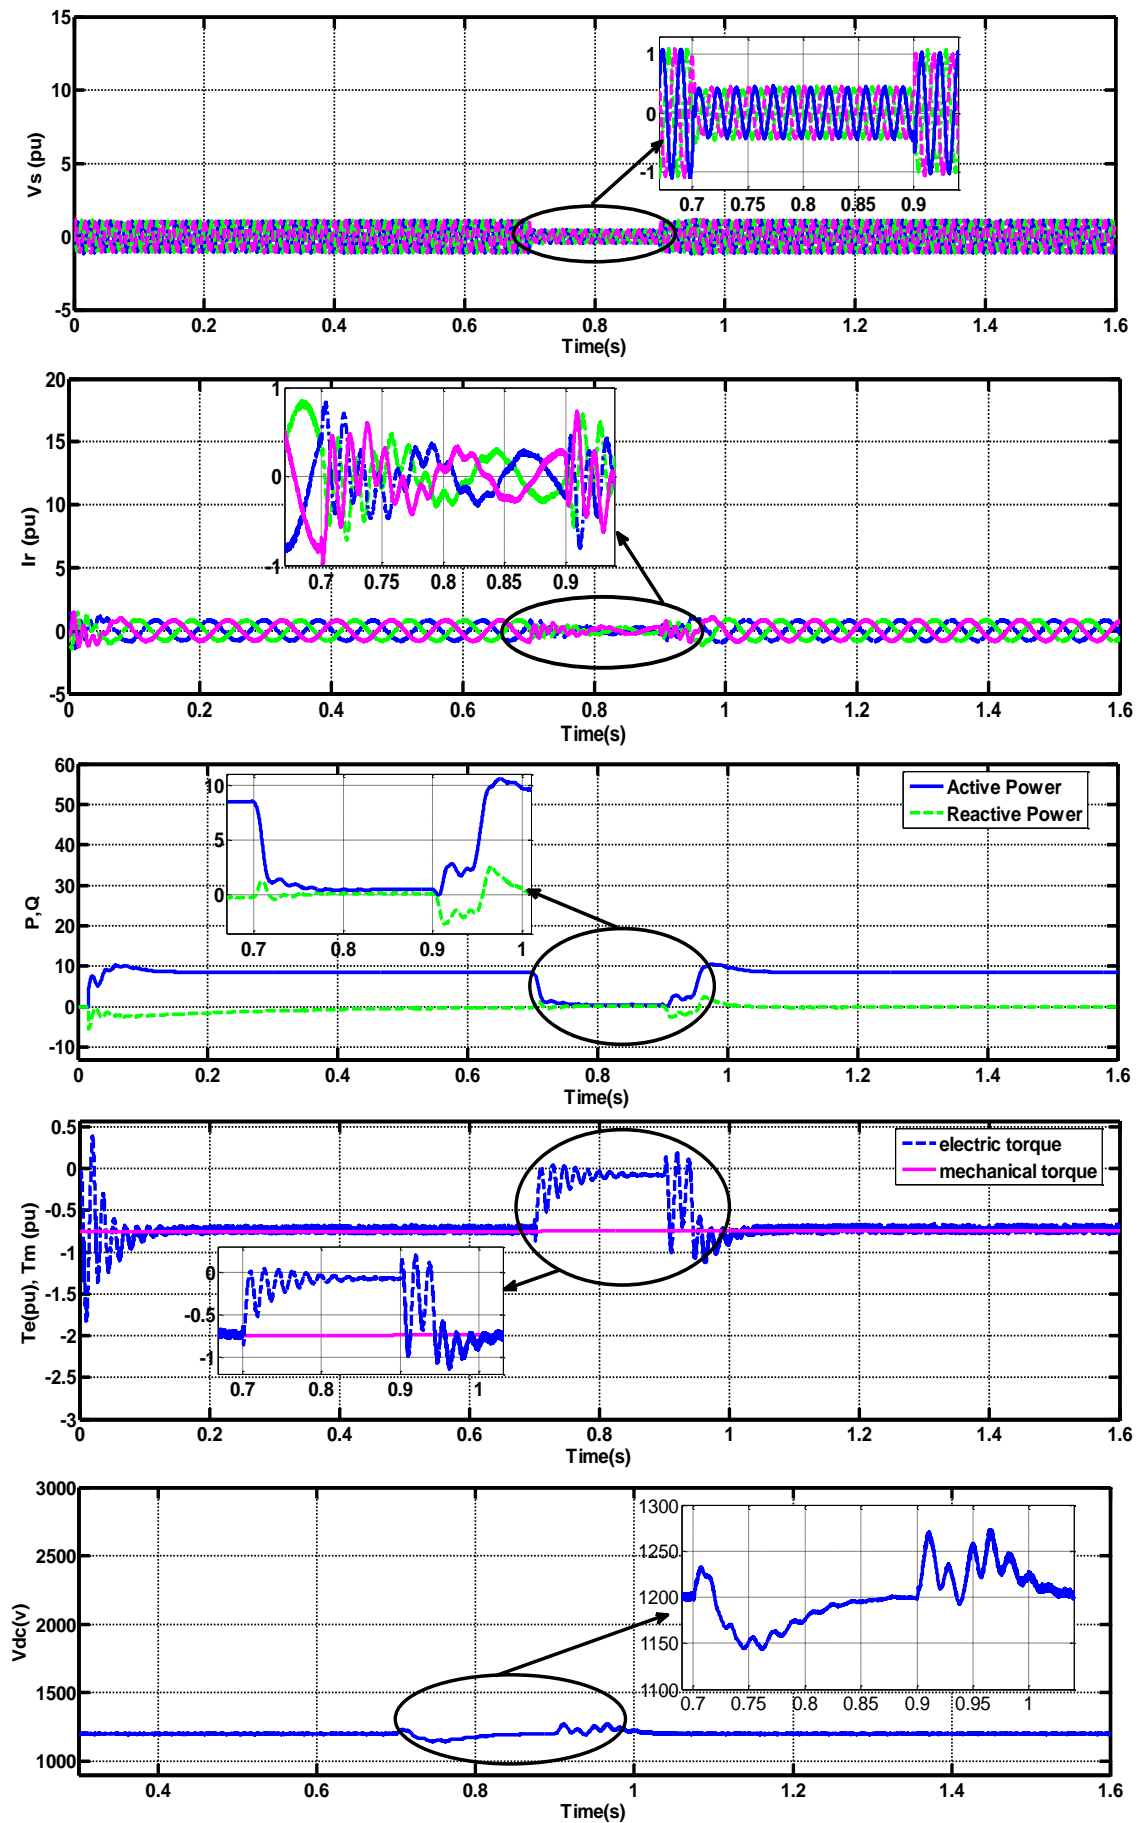 15
10
5
0
-5
Vs (pu)
1
0
-1
0.7 0.75 0.8 0.85 0.9
0 0.2 0.4 0.6 0.8 1 1.2 1.4 1.6
Time(s)
20
15
10
5
0
-5
Ir (pu)
1
0
-1
0.7 0.75 0.8 0.85 0.9
0 0.2 0.4 0.6 0.8 1 1.2 1.4 1.6
Time(s)
60
50
40
30
20
10
0
-10
P,Q
10
5
0
0.7 0.8 0.9 1
Active Power
Reactive Power
0 0.2 0.4 0.6 0.8 1 1.2 1.4 1.6
Time(s)
0.5
0
-0.5
-1
-1.5
-2
-2.5
-3
Te(pu), Tm (pu)
electric torque
mechanical torque
0
-0.5
-1
0.7 0.8 0.9 1
0 0.2 0.4 0.6 0.8 1 1.2 1.4 1.6
Time(s)
3000
2500
2000
1500
1000
Vdc(v)
1300
1250
1200
1150
1100
0.7 0.75 0.8 0.85 0.9 0.95 1
0.4 0.6 0.8 1 1.2 1.4 1.6
Time(s)